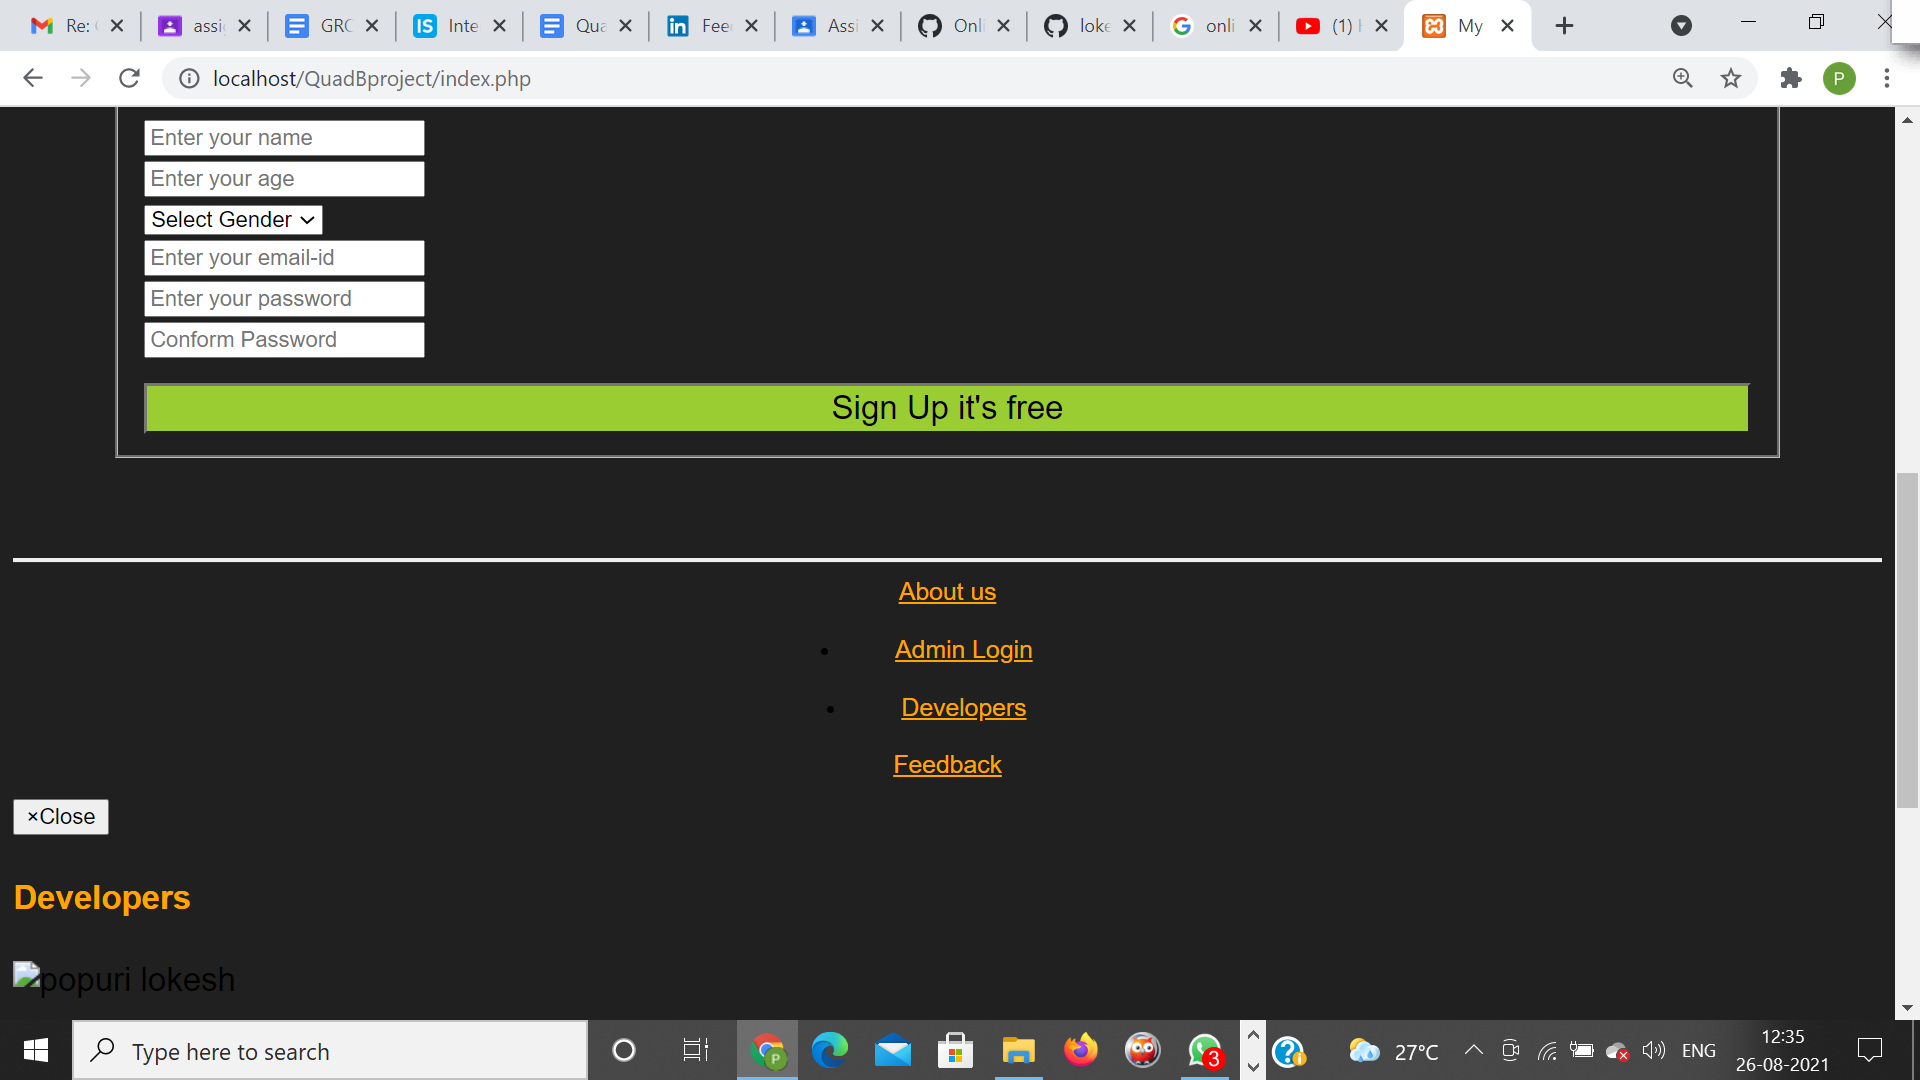 Re:
assi
GRC
IS Inte
Qua
in Fee
Assi
Onli
loke
onli
(1)
My
localhost/QuadBproject/index.php
P
Enter your name
Enter your age
Select Gender
Enter your email-id
Enter your password
Conform Password
Sign Up it's free
About us
• Admin Login
• Developers
Feedback
×Close
Developers
popuri lokesh
Type here to search
P
3
27°C
ENG
12:35
26-08-2021